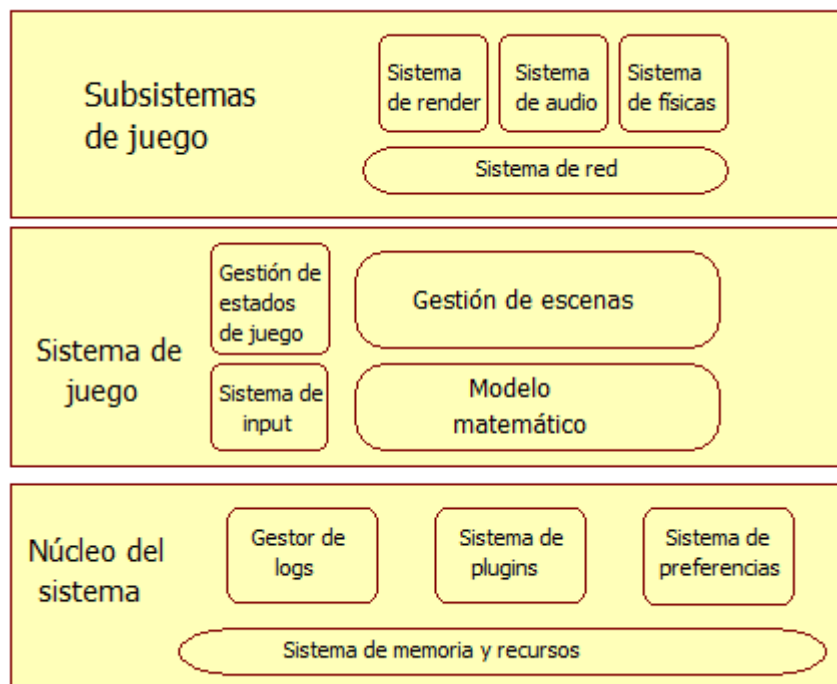 Subsistemas
de juego
Sistema
de render
Sistema
de audio
Sistema
de físicas
Sistema de red
Sistema de
juego
Gestión de
estados
de juego
Gestión de escenas
Sistema de
input
Modelo
matemático
Núcleo del
sistema
Gestor de
logs
Sistema de
plugins
Sistema de
preferencias
Sistema de memoria y recursos